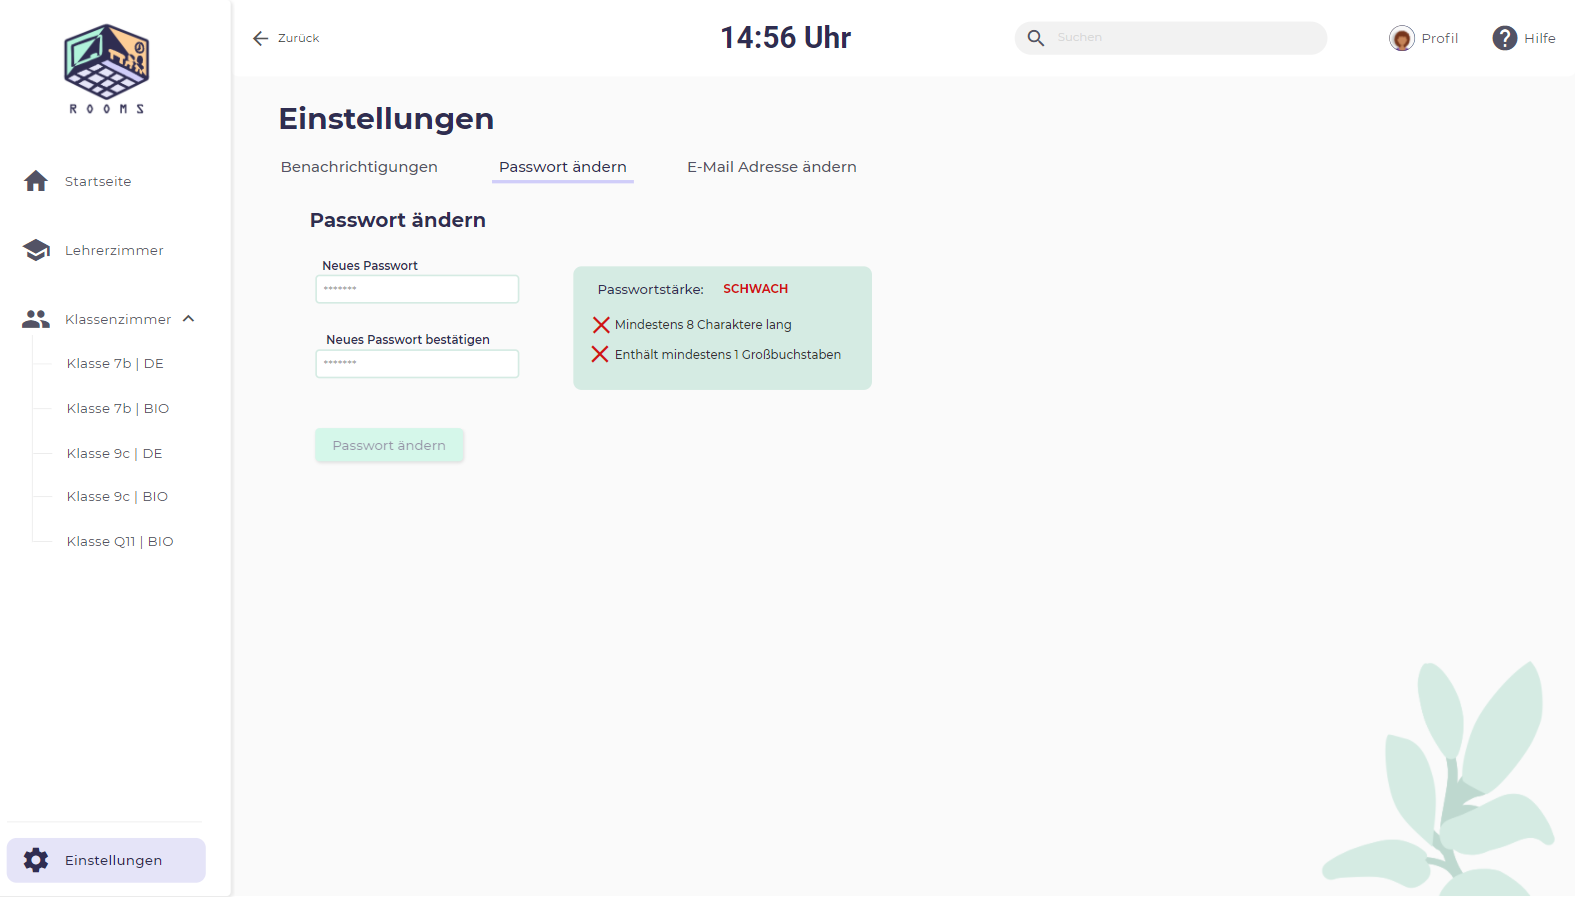 ROOMS
Startseite
Lehrerzimmer
Klassenzimmer
Klasse 7b | DE
Klasse 7b | BIO
Klasse 9c | DE
Klasse 9c | BIO
Klasse Q11 | BIO
Einstellungen
Zurück
14:56 Uhr
Suchen
Profil
Hilfe
Einstellungen
Benachrichtigungen
Passwort ändern
E-Mail Adresse ändern
Passwort ändern
Neues Passwort
*******
Neues Passwort bestätigen
*******
Passwort ändern
Passwortstärke: SCHWACH
Mindestens 8 Charaktere lang
Enthält mindestens 1 Großbuchstaben